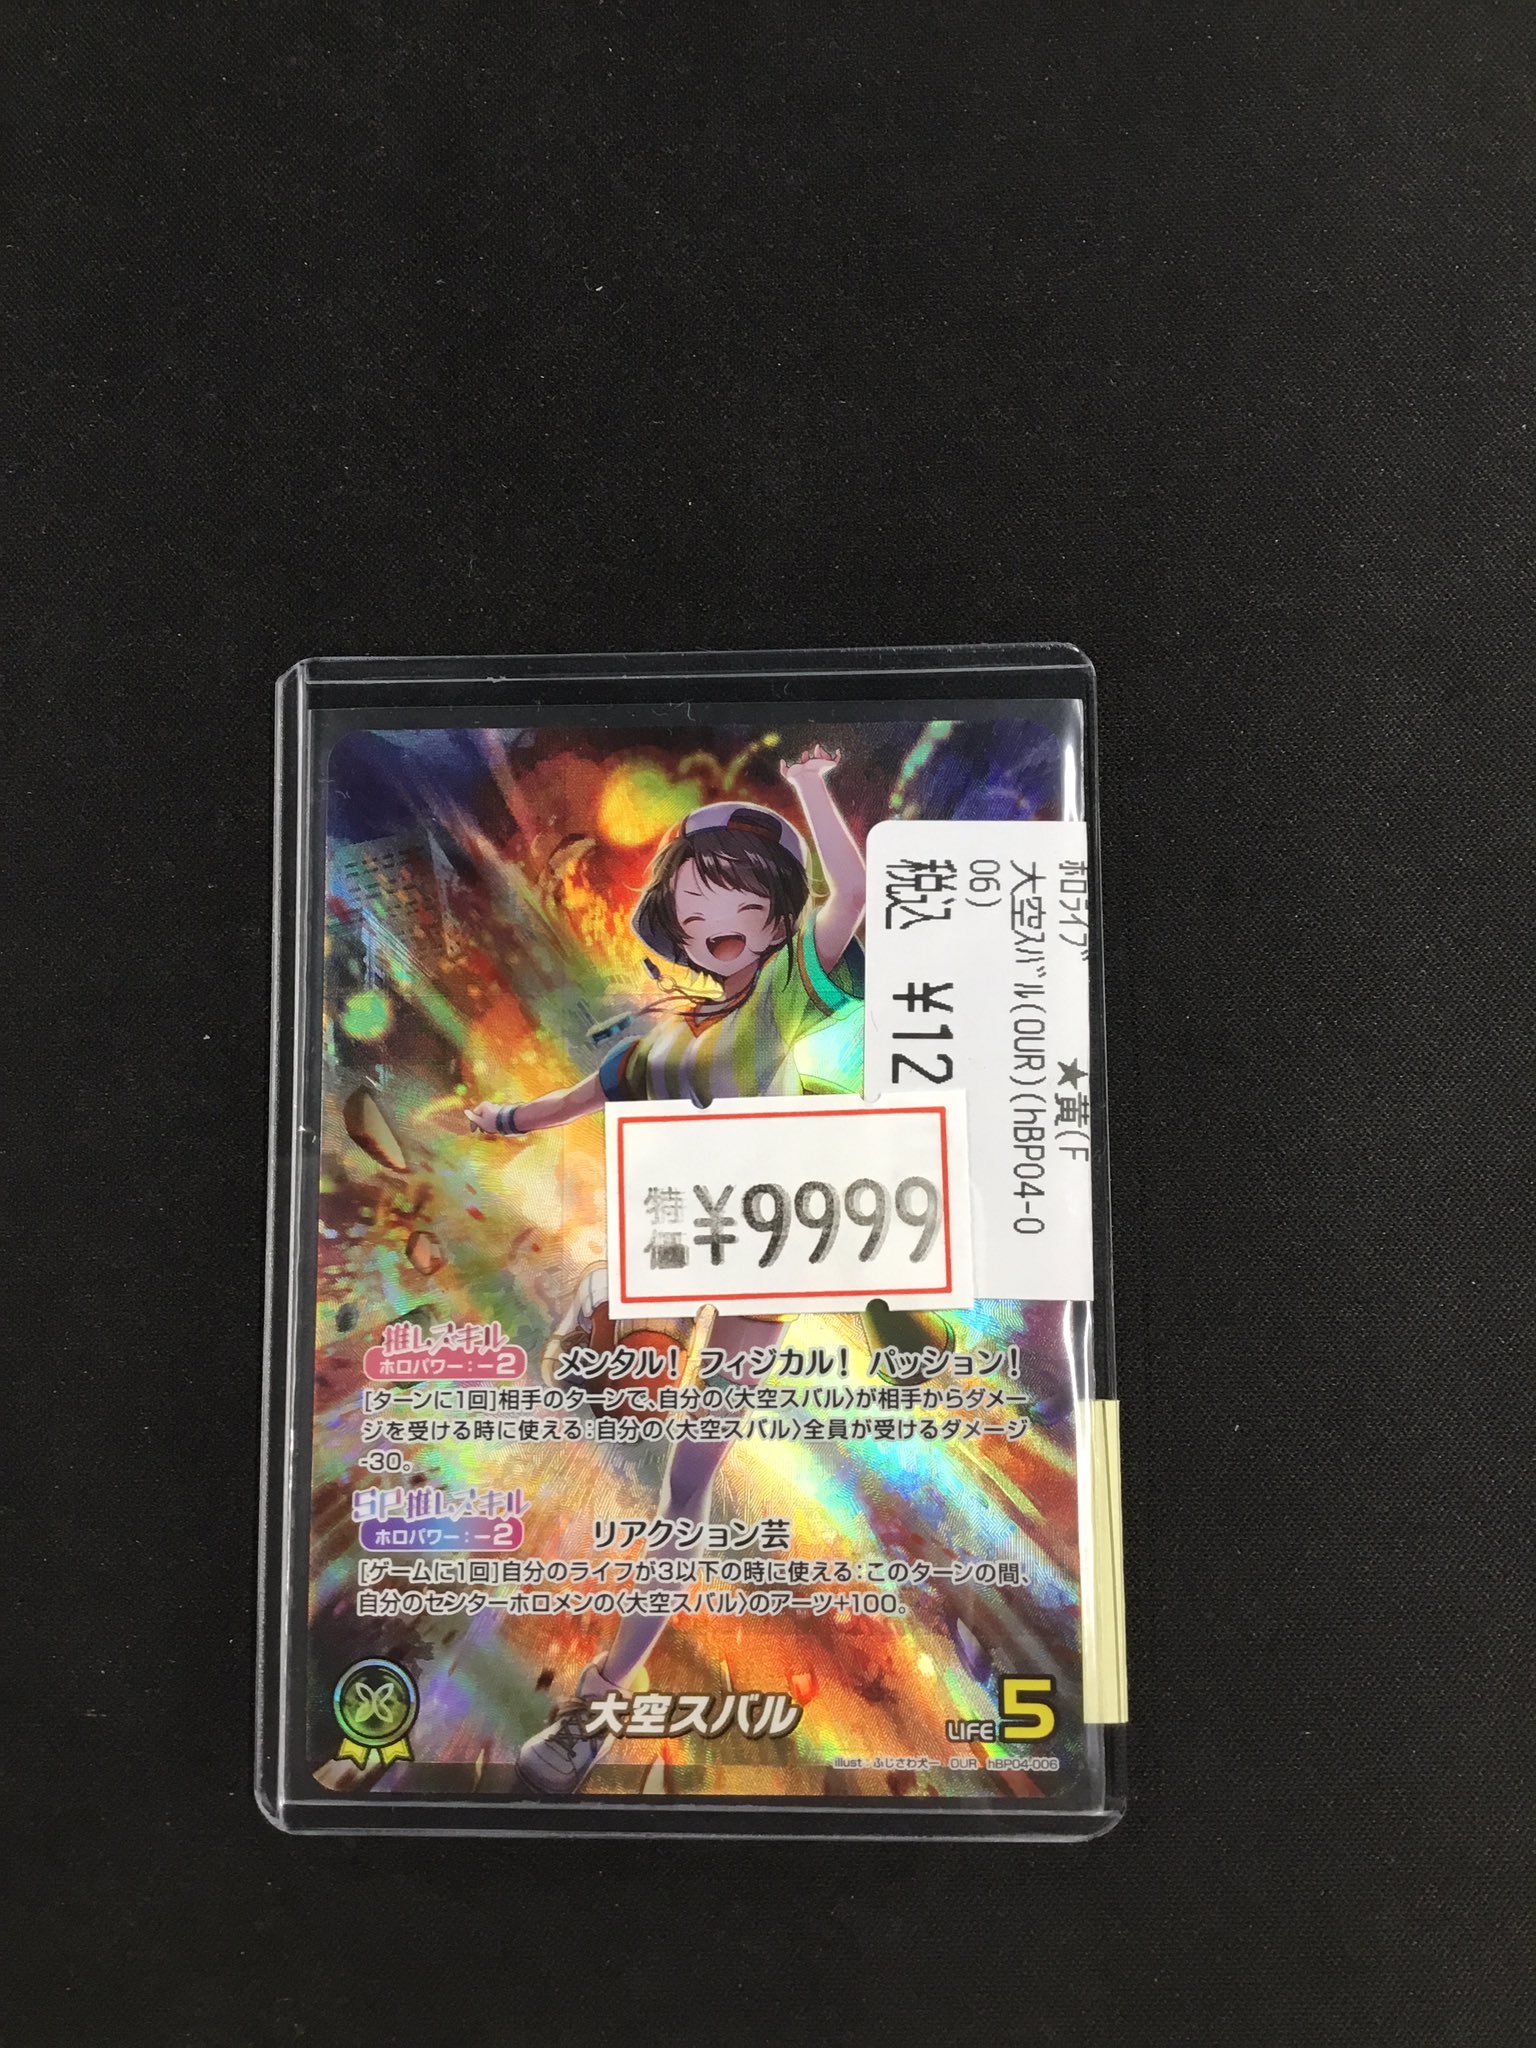 ﾎﾛﾗｲﾌﾞ ★黄(F
大空ｽﾊﾞﾙ(OUR)(hBP04-0
06)
税込 ¥12
特価 ¥9999
推しスキル
ホロパワー:-2 メンタル! フィジカル! パッション!
[ターンに1回]相手のターンで、自分の〈大空スバル〉が相手からダメー
ジを受ける時に使える:自分の〈大空スバル〉全員が受けるダメージ
-30。
SP推しスキル
ホロパワー:-2 リアクション芸
[ゲームに1回]自分のライフが3以下の時に使える:このターンの間、
自分のセンターホロメンの〈大空スバル〉のアーツ+100。
大空スバル
LIFE 5
illust:ふじさわ犬一 OUR hBP04-006